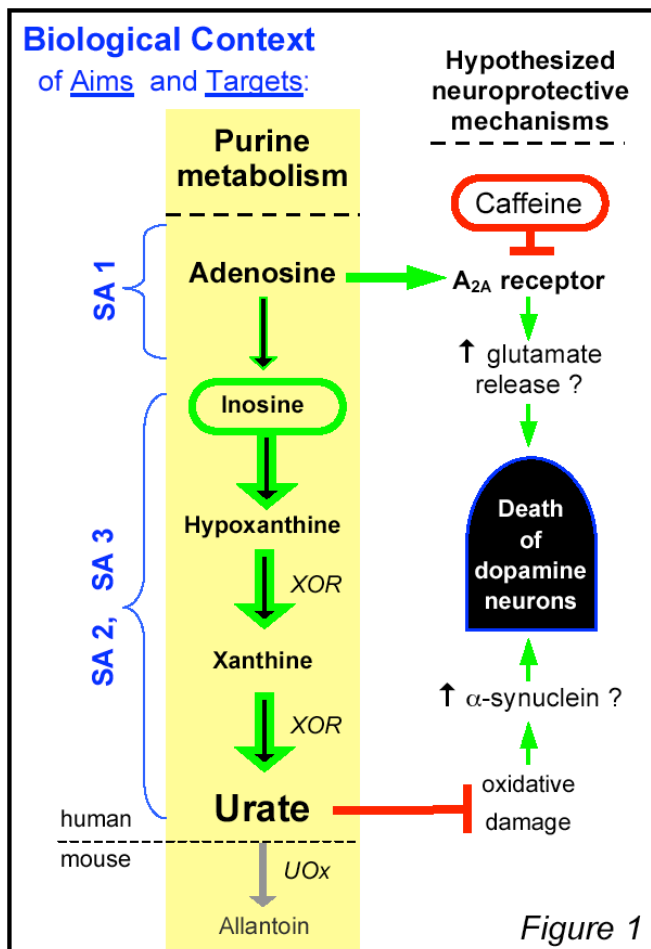 Biological Context
of Aims and Targets:
Purine
metabolism
SA 1
Adenosine
Inosine
Hypoxanthine
XOR
SA 2, SA 3
Xanthine
XOR
Urate
human
mouse
UOx
Allantoin
Hypothesized
neuroprotective
mechanisms
Caffeine
A2A receptor
↑ glutamate
release ?
Death
of
dopamine
neurons
↑ α-synuclein ?
oxidative
damage
Figure 1